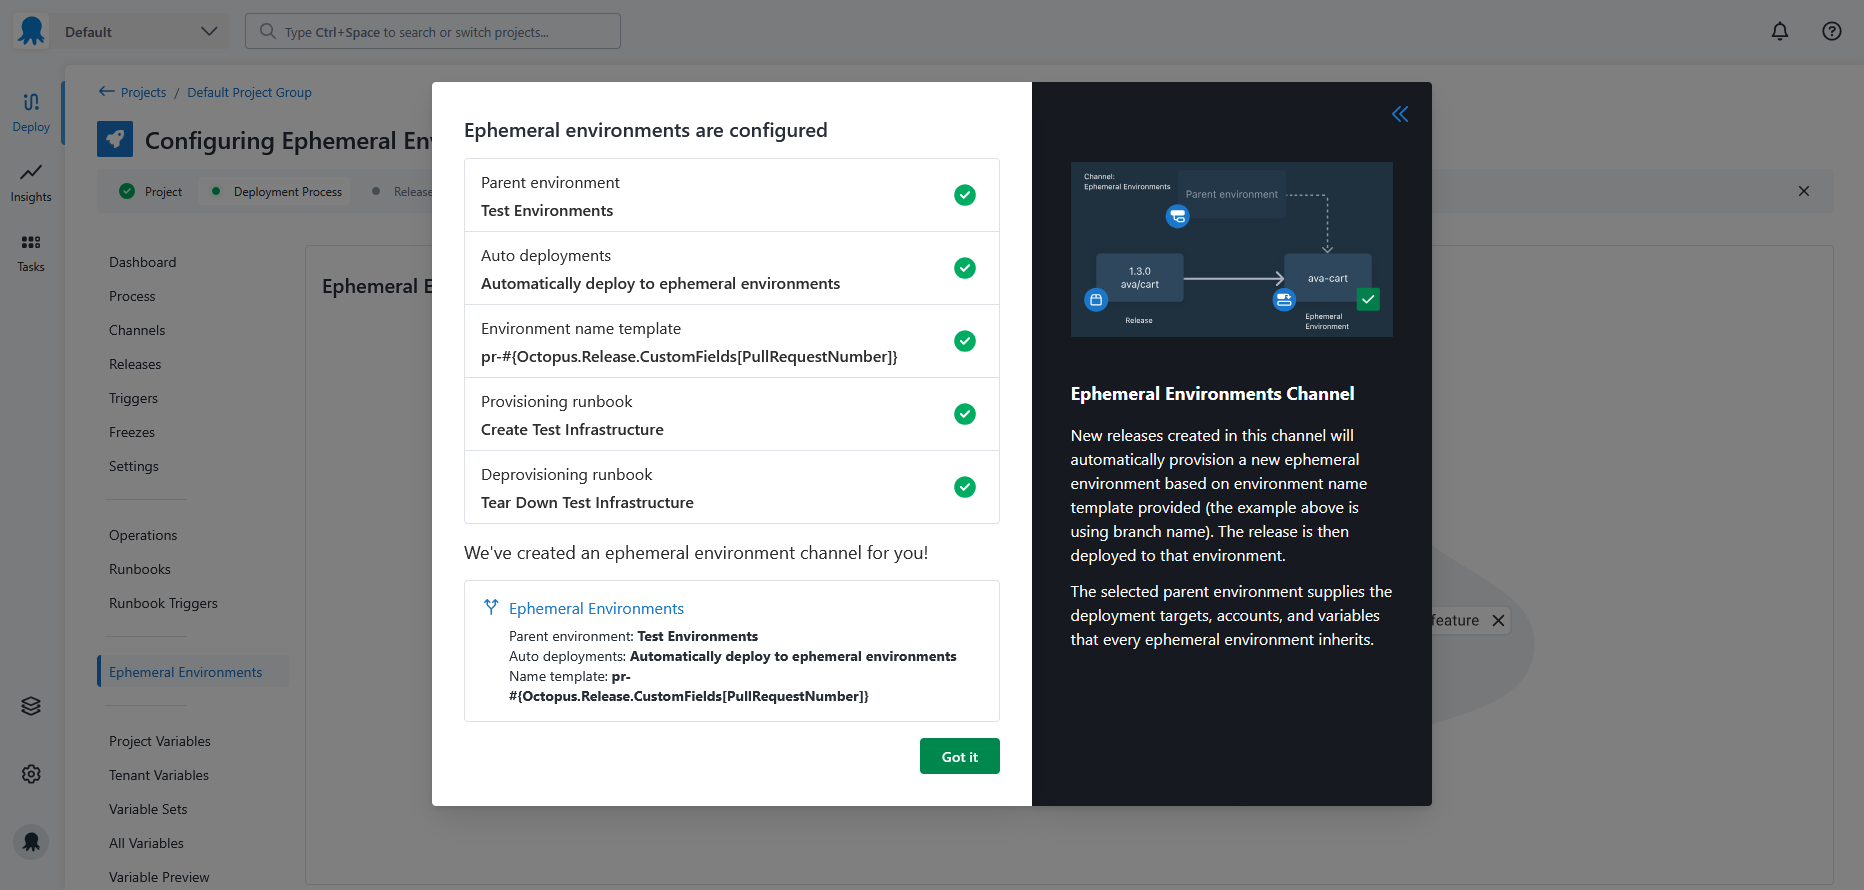 Default
Type Ctrl+Space to search or switch projects...
Deploy
Insights
Tasks
Projects / Default Project Group
Configuring Ephemeral En
Project
Deployment Process
Release
Dashboard
Process
Channels
Releases
Triggers
Freezes
Settings
Operations
Runbooks
Runbook Triggers
Ephemeral Environments
Project Variables
Tenant Variables
Variable Sets
All Variables
Variable Preview
Ephemeral E
Ephemeral environments are configured
Parent environment
Test Environments
Auto deployments
Automatically deploy to ephemeral environments
Environment name template
pr-#{Octopus.Release.CustomFields[PullRequestNumber]}
Provisioning runbook
Create Test Infrastructure
Deprovisioning runbook
Tear Down Test Infrastructure
We've created an ephemeral environment channel for you!
Ephemeral Environments
Parent environment: Test Environments
Auto deployments: Automatically deploy to ephemeral environments
Name template: pr-
#{Octopus.Release.CustomFields[PullRequestNumber]}
Got it
Channel:
Ephemeral Environments
Parent environment
1.3.0
ava/cart
Release
ava-cart
Ephemeral
Environment
Ephemeral Environments Channel
New releases created in this channel will
automatically provision a new ephemeral
environment based on environment name
template provided (the example above is
using branch name). The release is then
deployed to that environment.
The selected parent environment supplies the
deployment targets, accounts, and variables
that every ephemeral environment inherits.
feature